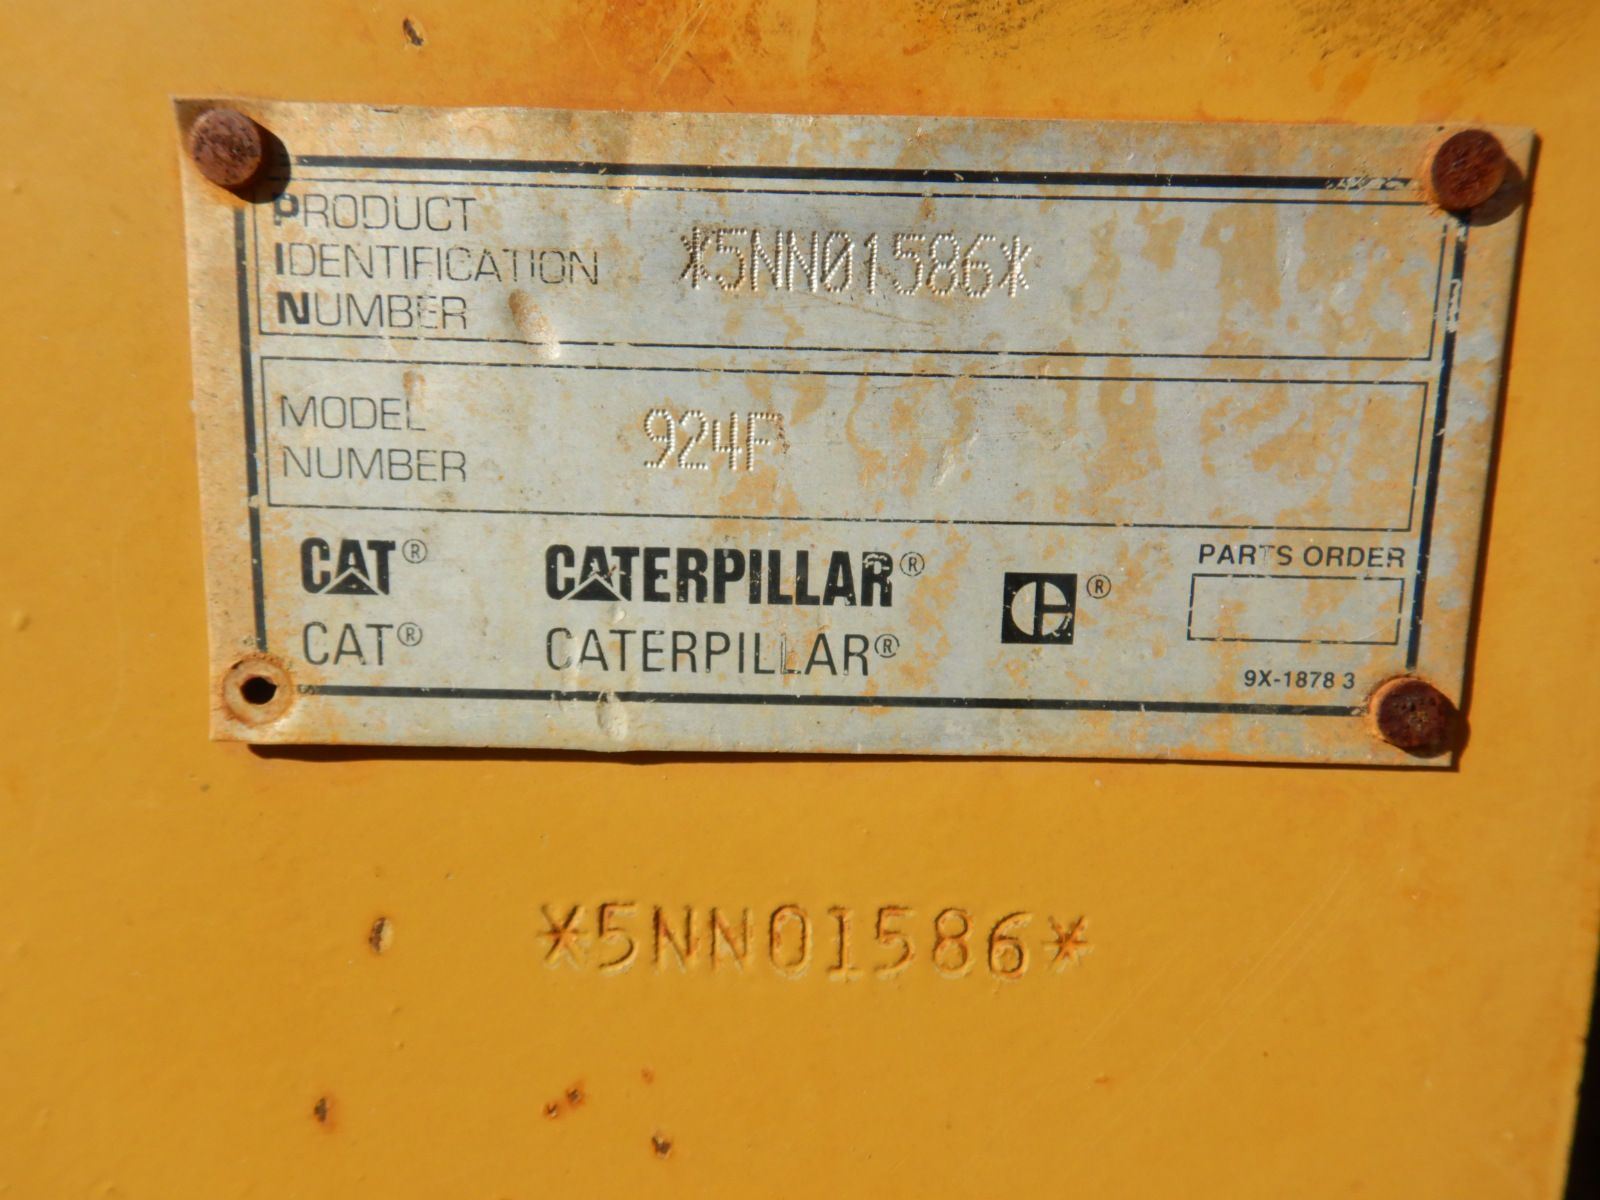 PRODUCT
IDENTIFICATION *5NN01586*
NUMBER
MODEL
NUMBER 924F
CAT® CATERPILLAR® ®
CAT® CATERPILLAR®
PARTS ORDER
9X-1878 3
*5NN01586*